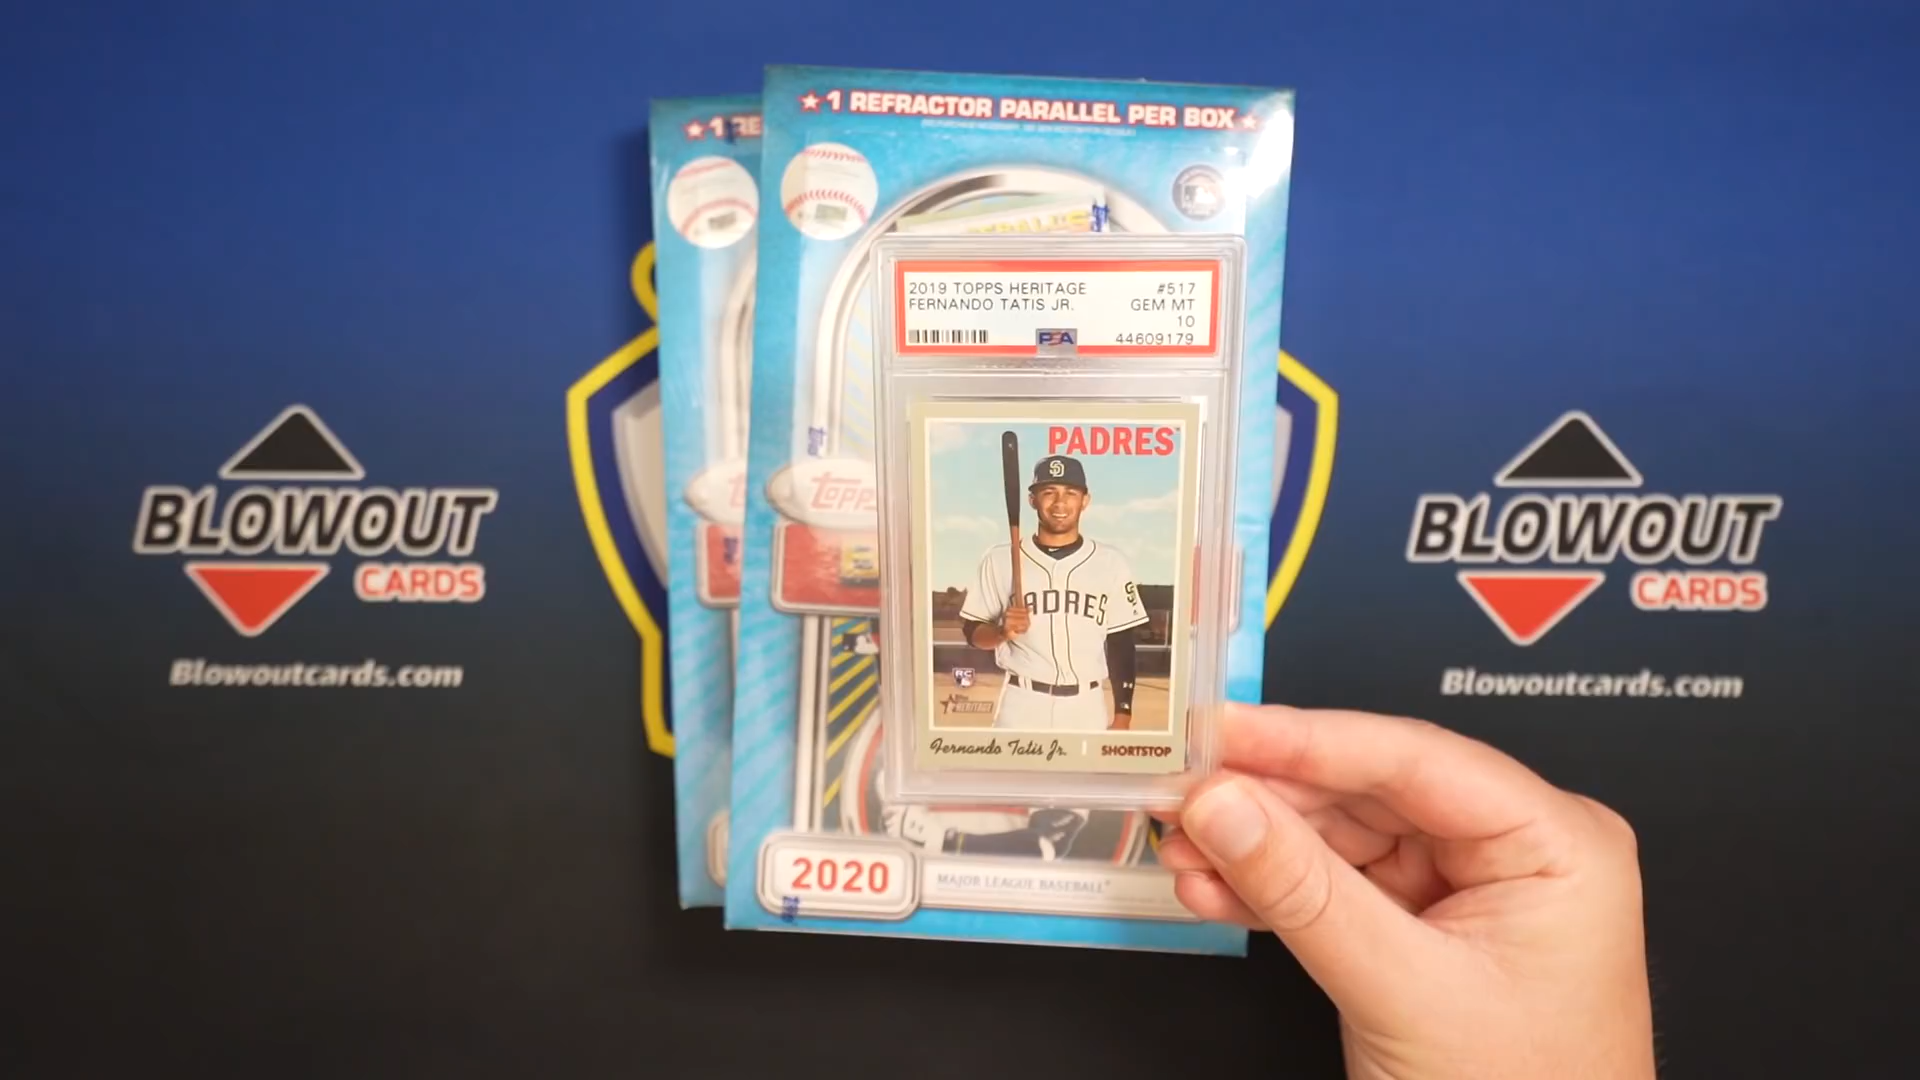 ★ 1 REFRACTOR PARALLEL PER BOX ★
★ 1 RE
2019 TOPPS HERITAGE #517
FERNANDO TATIS JR. GEM MT
10
PSA 44609179
PADRES
PADRES
SD
RC
Topps
HERITAGE
Fernando Tatis Jr. | SHORTSTOP
topps
2020
MAJOR LEAGUE BASEBALL
BLOWOUT
CARDS
Blowoutcards.com
BLOWOUT
CARDS
Blowoutcards.com